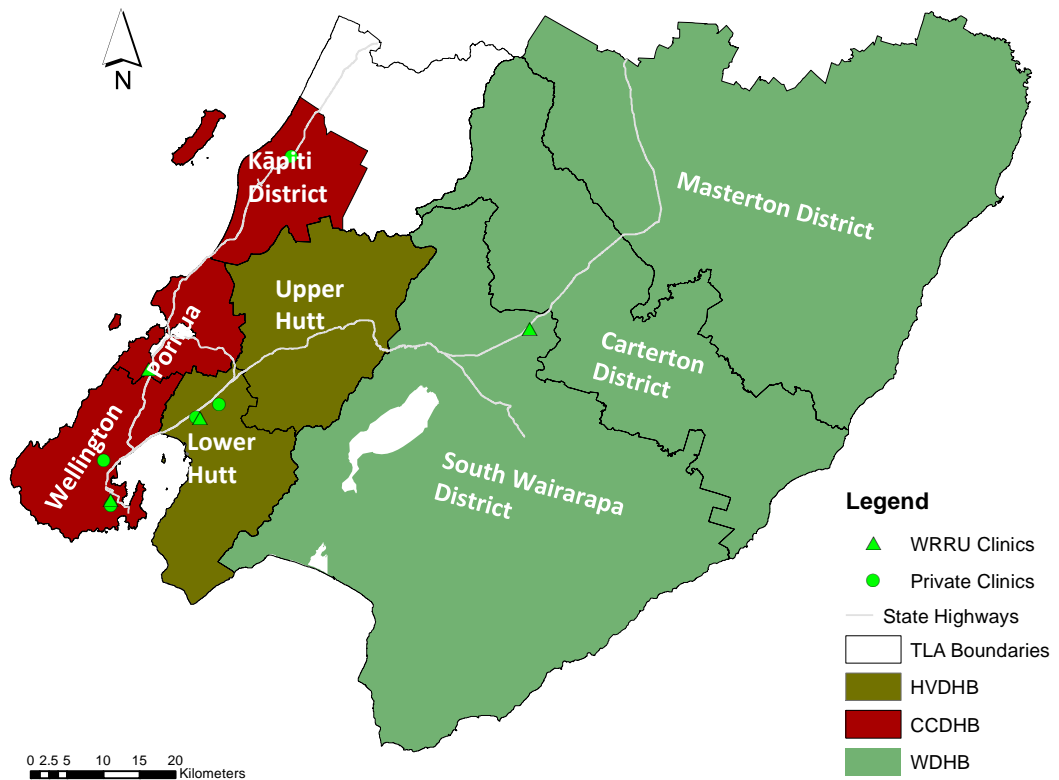 N
Kāpiti
District
Masterton District
Upper
Hutt
Porirua
Carterton
District
Wellington
Lower
Hutt
South Wairarapa
District
Legend
WRRU Clinics
Private Clinics
State Highways
TLA Boundaries
HVDHB
CCDHB
WDHB
0 2.5 5 10 15 20
Kilometers